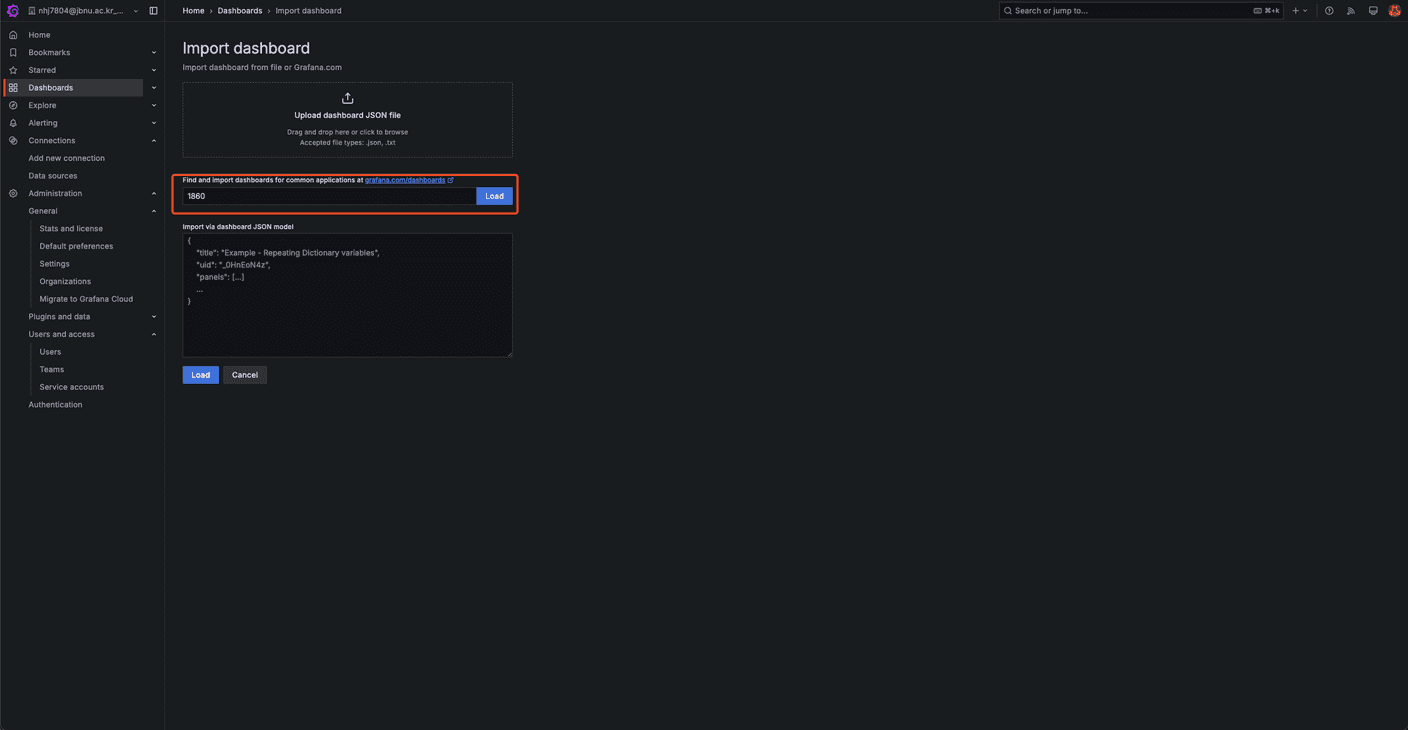 nhj7804@jbnu.ac.kr_...
Home > Dashboards > Import dashboard
Search or jump to...
⌘+k
Home
Bookmarks
Starred
Dashboards
Explore
Alerting
Connections
Add new connection
Data sources
Administration
General
Stats and license
Default preferences
Settings
Organizations
Migrate to Grafana Cloud
Plugins and data
Users and access
Users
Teams
Service accounts
Authentication
Import dashboard
Import dashboard from file or Grafana.com
Upload dashboard JSON file
Drag and drop here or click to browse
Accepted file types: .json, .txt
Find and import dashboards for common applications at grafana.com/dashboards
1860
Load
Import via dashboard JSON model
{
"title": "Example - Repeating Dictionary variables",
"uid": "_0HnEoN4z",
"panels": [...]
...
}
Load
Cancel